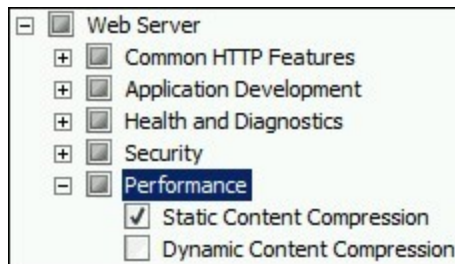 Web Server
Common HTTP Features
Application Development
Health and Diagnostics
Security
Performance
Static Content Compression
Dynamic Content Compression